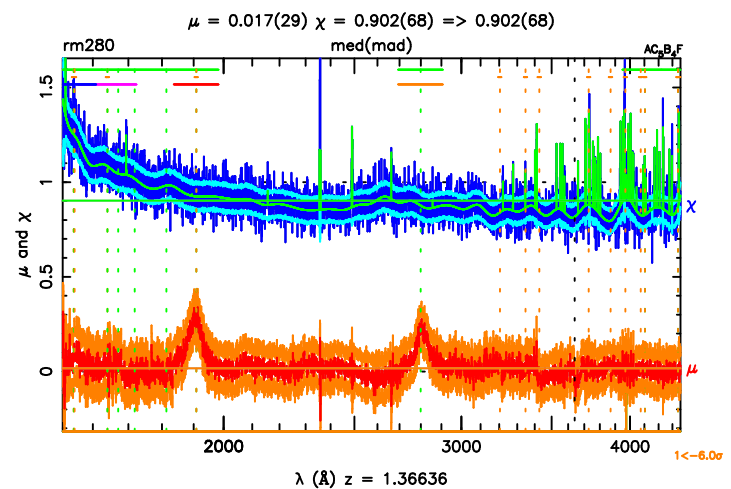 μ = 0.017(29) χ = 0.902(68) => 0.902(68)
rm280 med(mad) AC5B4F
1.5
1
0.5
0
μ and χ
χ
μ
2000 3000 4000
1<-6.0σ
λ (Å) z = 1.36636